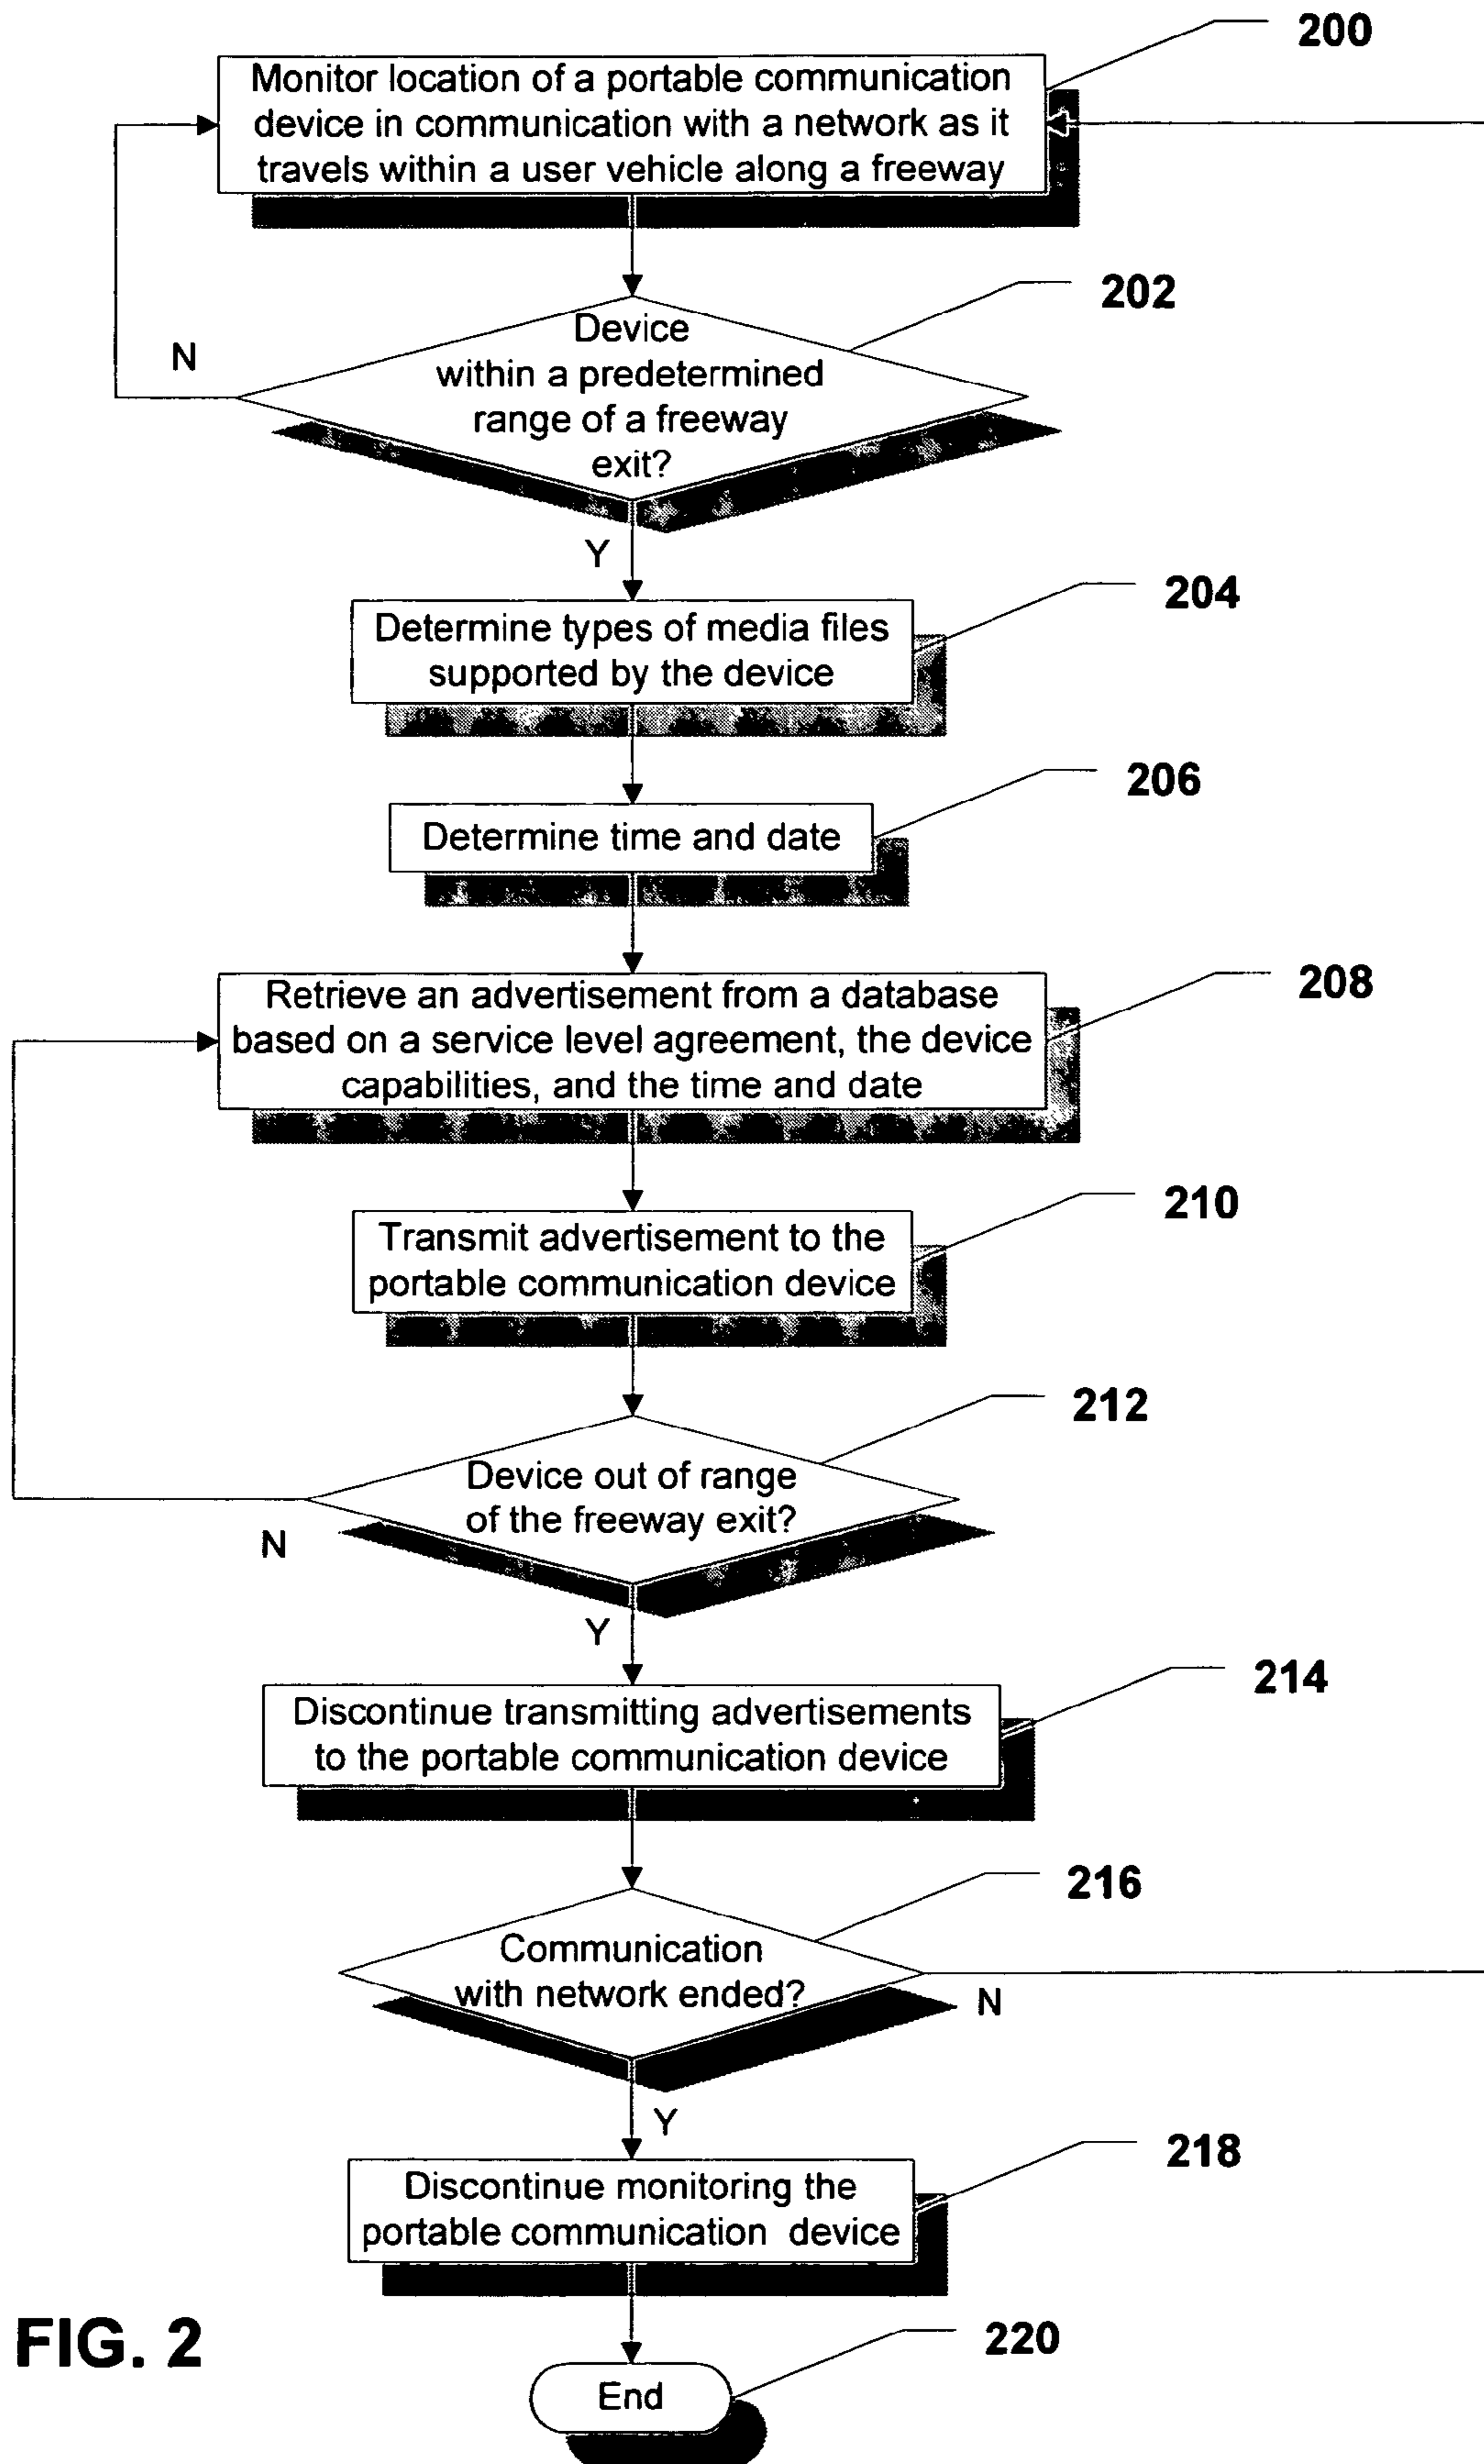 200
Monitor location of a portable communication
device in communication with a network as it
travels within a user vehicle along a freeway
202
Device
within a predetermined
range of a freeway
exit?
N
Y
204
Determine types of media files
supported by the device
206
Determine time and date
208
Retrieve an advertisement from a database
based on a service level agreement, the device
capabilities, and the time and date
210
Transmit advertisement to the
portable communication device
212
Device out of range
of the freeway exit?
N
Y
214
Discontinue transmitting advertisements
to the portable communication device
216
Communication
with network ended?
N
Y
218
Discontinue monitoring the
portable communication device
220
End
FIG. 2